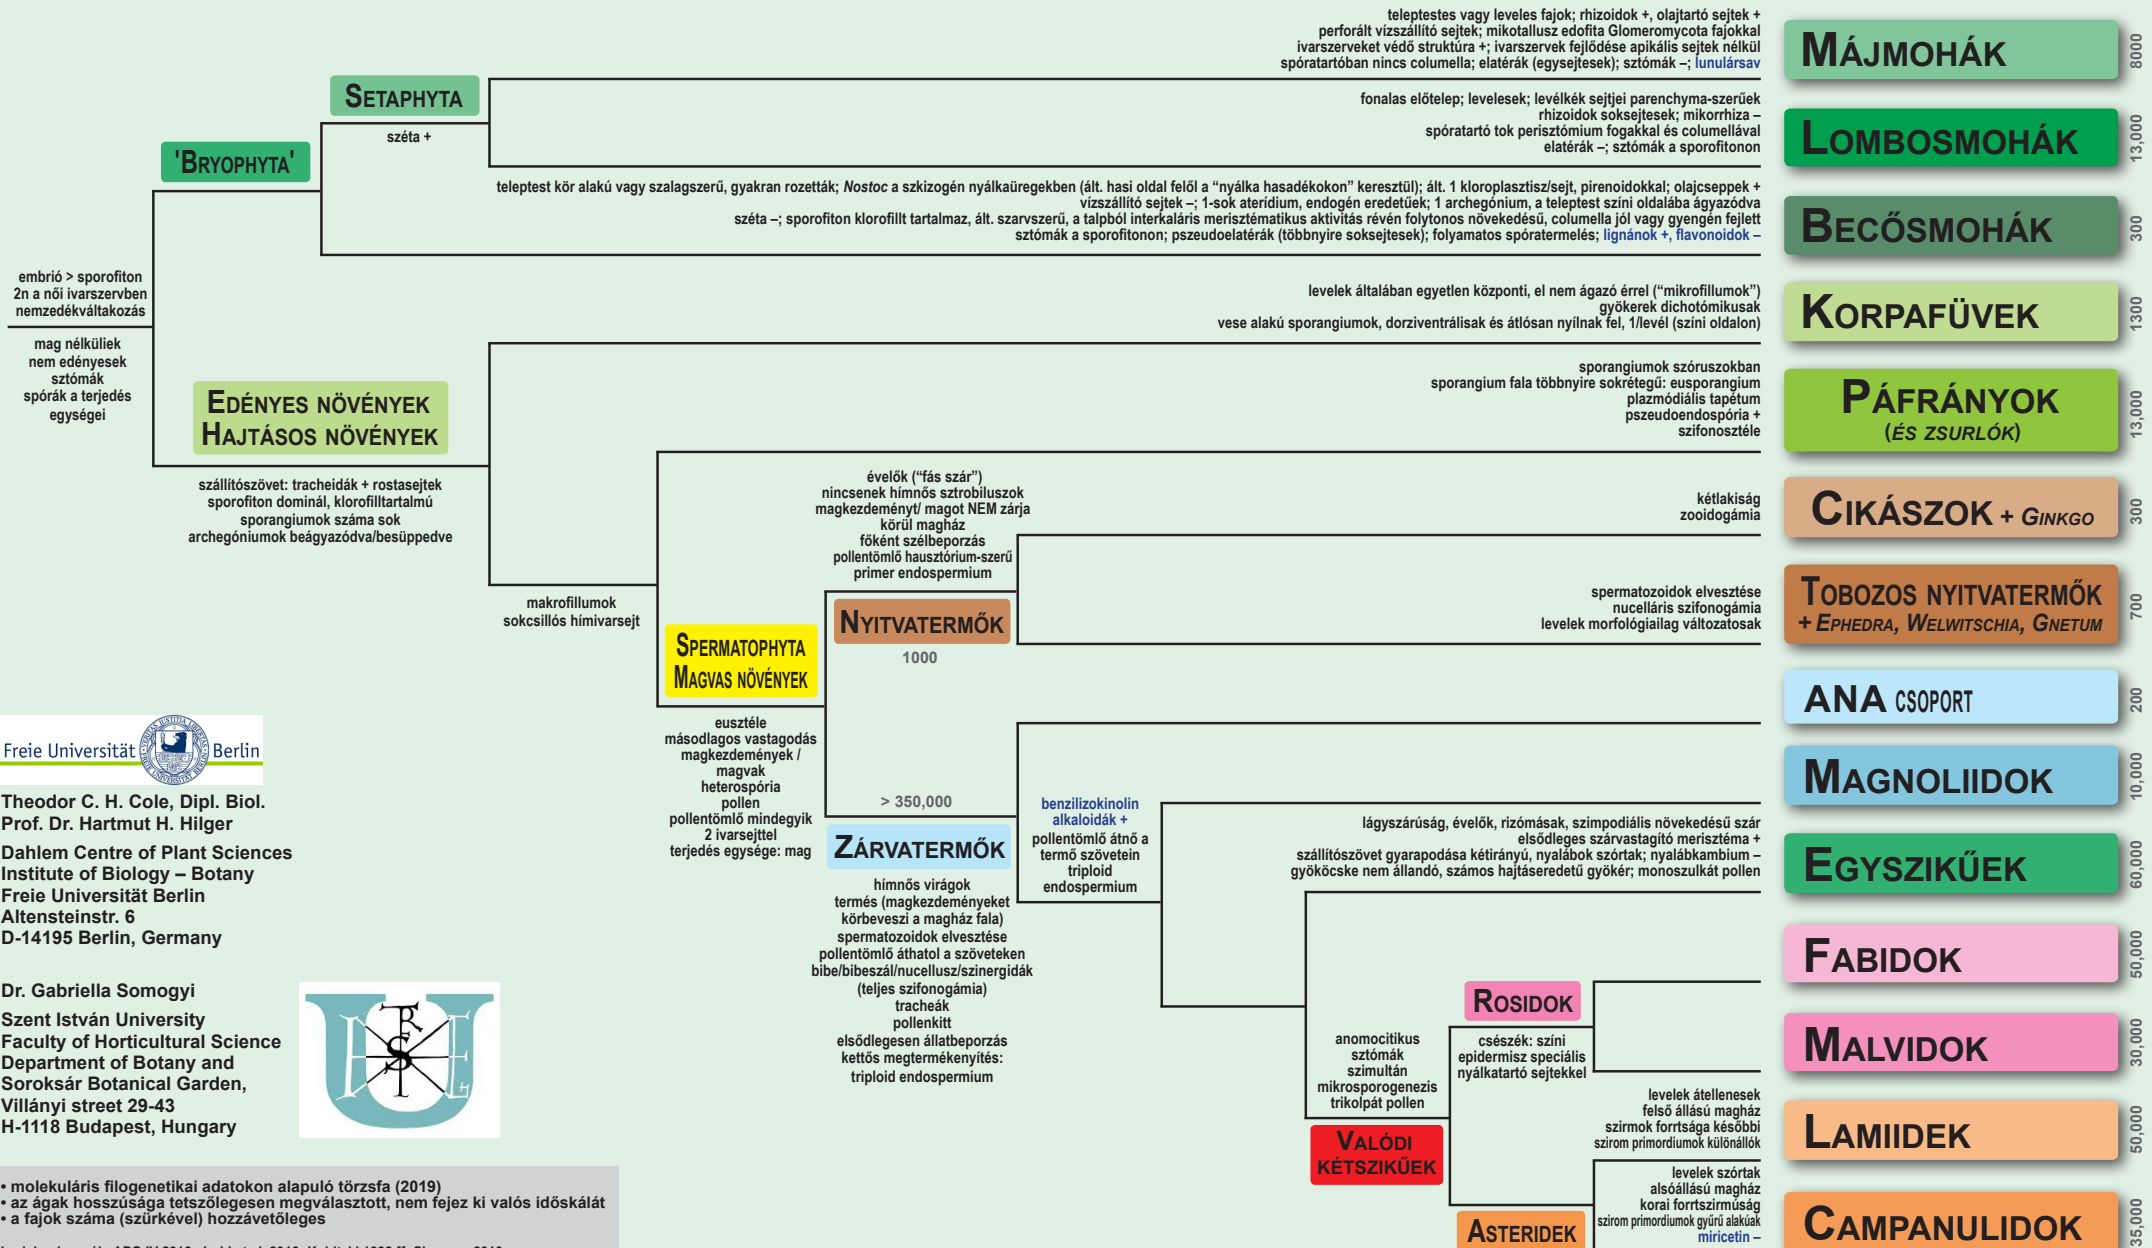 teleptestes vagy leveles fajok; rhizoidok +, olajtartó sejtek +
perforált vízszállító sejtek; mikotallusz edofita Glomeromycota fajokkal
ivarszerveket védő struktúra +; ivarszervek fejlődése apikális sejtek nélkül
spóratartóban nincs columella; elatérák (egysejtesek); sztómák –; lunulársav
MÁJMOHÁK
8000
SETAPHYTA
széta +
fonalas előtelep; levelesek; levélkék sejtjei parenchyma-szerűek
rhizoidok soksejtesek; mikorrhiza –
spóratartó tok perisztómium fogakkal és columellával
elatérák –; sztómák a sporofitonon
LOMBOSMOHÁK
13,000
'BRYOPHYTA'
teleptest kör alakú vagy szalagszerű, gyakran rozetták; Nostoc a szkizogén nyálkaüregekben (ált. hasi oldal felől a “nyálka hasadékokon” keresztül); ált. 1 kloroplasztisz/sejt, pirenoidokkal; olajcseppek +
vízszállító sejtek –; 1-sok aterídium, endogén eredetűek; 1 archegónium, a teleptest színi oldalába ágyazódva
széta –; sporofiton klorofillt tartalmaz, ált. szarvszerű, a talpból interkaláris merisztématikus aktivitás révén folytonos növekedésű, columella jól vagy gyengén fejlett
sztómák a sporofitonon; pszeudoelatérák (többnyire soksejtesek); folyamatos spóratermelés; lignánok +, flavonoidok –
BECŐSMOHÁK
300
embrió > sporofiton
2n a női ivarszervben
nemzedékváltakozás
mag nélküliek
nem edényesek
sztómák
spórák a terjedés
egységei
levelek általában egyetlen központi, el nem ágazó érrel (“mikrofillumok”)
gyökerek dichotómikusak
vese alakú sporangiumok, dorziventrálisak és átlósan nyílnak fel, 1/levél (színi oldalon)
KORPAFÜVEK
1300
EDÉNYES NÖVÉNYEK
HAJTÁSOS NÖVÉNYEK
szállítószövet: tracheidák + rostasejtek
sporofiton dominál, klorofilltartalmú
sporangiumok száma sok
archegóniumok beágyazódva/besüppedve
sporangiumok szóruszokban
sporangium fala többnyire sokrétegű: eusporangium
plazmódiális tapétum
pszeudoendospória +
szifonosztéle
PÁFRÁNYOK
(ÉS ZSURLÓK)
13,000
makrofillumok
sokcsillós hímivarsejt
évelők (“fás szár”)
nincsenek hímnős sztrobiluszok
magkezdeményt/ magot NEM zárja
körül magház
főként szélbeporzás
pollentömlő hausztórium-szerű
primer endospermium
kétlakiság
zooidogámia
CIKÁSZOK + GINKGO
300
NYITVATERMŐK
1000
spermatozoidok elvesztése
nucelláris szifonogámia
levelek morfológiailag változatosak
TOBOZOS NYITVATERMŐK
+ EPHEDRA, WELWITSCHIA, GNETUM
700
SPERMATOPHYTA
MAGVAS NÖVÉNYEK
eusztéle
másodlagos vastagodás
magkezdemények /
magvak
heterospória
pollen
pollentömlő mindegyik
2 ivarsejttel
terjedés egysége: mag
ANA CSOPORT
200
MAGNOLIIDOK
10,000
> 350,000
ZÁRVATERMŐK
hímnős virágok
termés (magkezdeményeket
körbeveszi a magház fala)
spermatozoidok elvesztése
pollentömlő áthatol a szöveteken
bibe/bibeszál/nucellusz/szinergidák
(teljes szifonogámia)
tracheák
pollenkitt
elsődlegesen állatbeporzás
kettős megtermékenyítés:
triploid endospermium
benzilizokinolin
alkaloidák +
pollentömlő átnő a
termő szövetein
triploid
endospermium
lágyszárúság, évelők, rizómásak, szimpodiális növekedésű szár
elsődleges szárvastagító merisztéma +
szállítószövet gyarapodása kétirányú, nyalábok szórtak; nyalábkambium –
gyököcske nem állandó, számos hajtáseredetű gyökér; monoszulkát pollen
EGYSZIKŰEK
60,000
FABIDOK
50,000
ROSIDOK
csészék: színi
epidermisz speciális
nyálkatartó sejtekkel
MALVIDOK
30,000
anomocitikus
sztómák
szimultán
mikrosporogenezis
trikolpát pollen
VALÓDI
KÉTSZIKŰEK
levelek átellenesek
felső állású magház
szirmok forrtsága későbbi
szirom primordiumok különállók
LAMIIDEK
50,000
levelek szórtak
alsóállású magház
korai forrtszirmúság
szirom primordiumok gyűrű alakúak
miricetin –
ASTERIDEK
CAMPANULIDOK
35,000
Freie Universität Berlin
Theodor C. H. Cole, Dipl. Biol.
Prof. Dr. Hartmut H. Hilger
Dahlem Centre of Plant Sciences
Institute of Biology – Botany
Freie Universität Berlin
Altensteinstr. 6
D-14195 Berlin, Germany
Dr. Gabriella Somogyi
Szent István University
Faculty of Horticultural Science
Department of Botany and
Soroksár Botanical Garden,
Villányi street 29-43
H-1118 Budapest, Hungary
• molekuláris filogenetikai adatokon alapuló törzsfa (2019)
• az ágak hosszúsága tetszőlegesen megválasztott, nem fejez ki valós időskálát
• a fajok száma (szürkével) hozzávetőleges